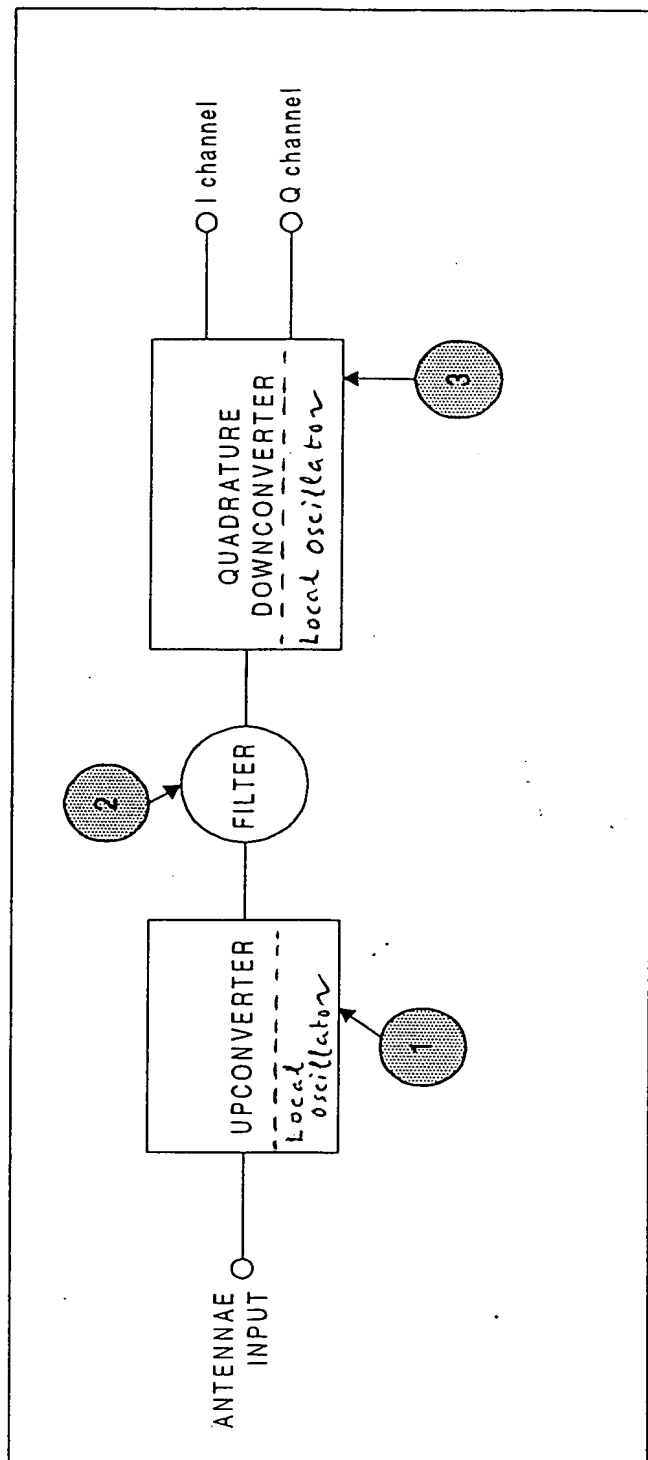 ANTENNAE
INPUT
UPCONVERTER
Local
oscillator
1
FILTER
2
QUADRATURE
DOWNCONVERTER
Local oscillator
3
I channel
Q channel